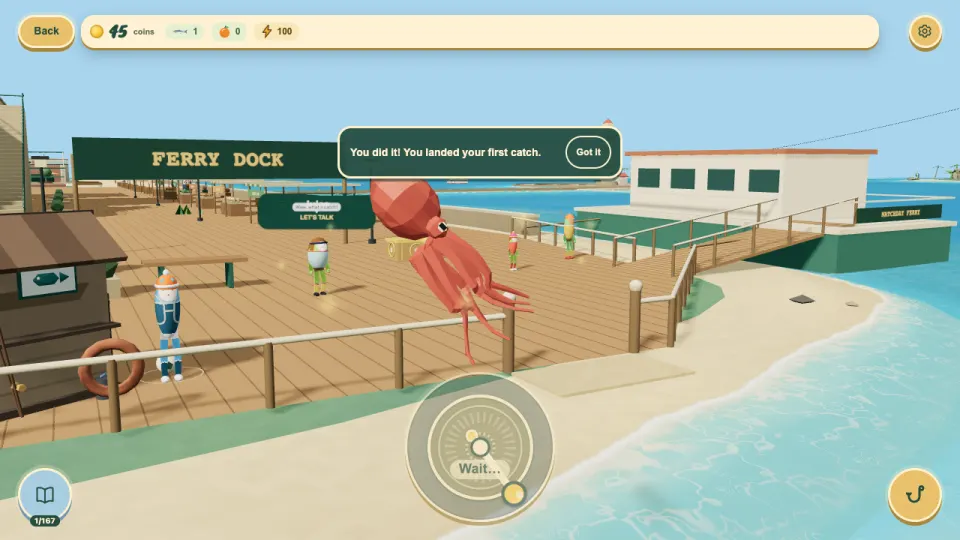 Back
45 coins 1 0 100
You did it! You landed your first catch.
Got it
FERRY DOCK
LET'S TALK
Wait...
1/167